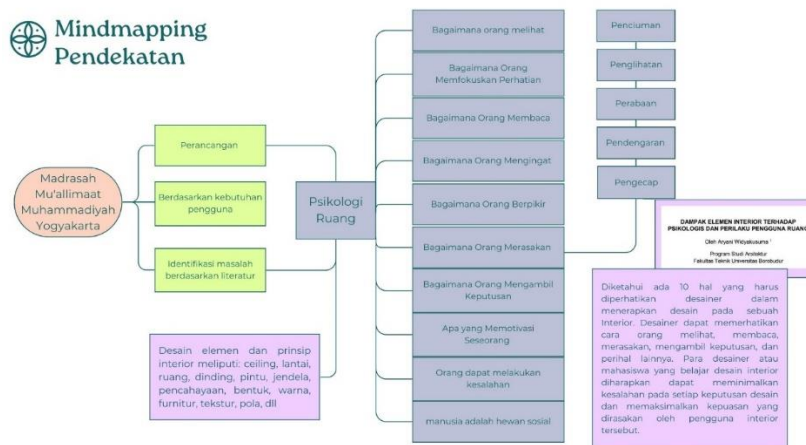 Mindmapping
Pendekatan
Madrasah
Mu'allimaat
Muhammadiyah
Yogyakarta
Perancangan
Berdasarkan kebutuhan
pengguna
Identifikasi masalah
berdasarkan literatur
Desain elemen dan prinsip
interior meliputi: ceiling, lantai,
ruang, dinding, pintu, jendela,
pencahayaan, bentuk, warna,
furnitur, tekstur, pola, dll
Psikologi
Ruang
Bagaimana orang melihat
Bagaimana Orang
Memfokuskan Perhatian
Bagaimana Orang Membaca
Bagaimana Orang Mengingat
Bagaimana Orang Berpikir
Bagaimana Orang Merasakan
Bagaimana Orang Mengambil
Keputusan
Apa yang Memotivasi
Seseorang
Orang dapat melakukan
kesalahan
manusia adalah hewan sosial
Penciuman
Penglihatan
Perabaan
Pendengaran
Pengecap
DAMPAK ELEMEN INTERIOR TERHADAP
PSIKOLOGIS DAN PERILAKU PENGGUNA RUANG
Oleh Aryani Widyakusuma
Program Studi Arsitektur
Fakultas Teknik Universitas Borobudur
Diketahui ada 10 hal yang harus
diperhatikan desainer dalam
menerapkan desain pada sebuah
Interior. Desainer dapat memerhatikan
cara orang melihat, membaca,
merasakan, mengambil keputusan, dan
perihal lainnya. Para desainer atau
mahasiswa yang belajar desain interior
diharapkan dapat meminimalkan
kesalahan pada setiap keputusan desain
dan memaksimalkan kepuasan yang
dirasakan oleh pengguna interior
tersebut.